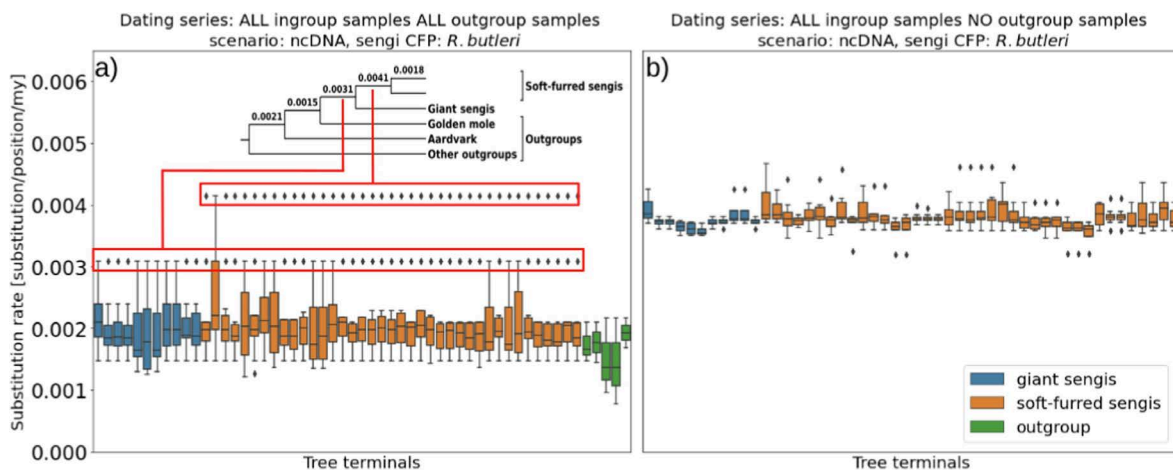 Dating series: ALL ingroup samples ALL outgroup samples
scenario: ncDNA, sengi CFP: R. butleri
Dating series: ALL ingroup samples NO outgroup samples
scenario: ncDNA, sengi CFP: R. butleri
a)
b)
Substitution rate [substitution/position/my]
0.006
0.005
0.004
0.003
0.002
0.001
0.000
0.0018
0.0041
0.0031
0.0015
0.0021
Soft-furred sengis
Giant sengis
Golden mole
Aardvark
Other outgroups
Outgroups
giant sengis
soft-furred sengis
outgroup
Tree terminals
Tree terminals